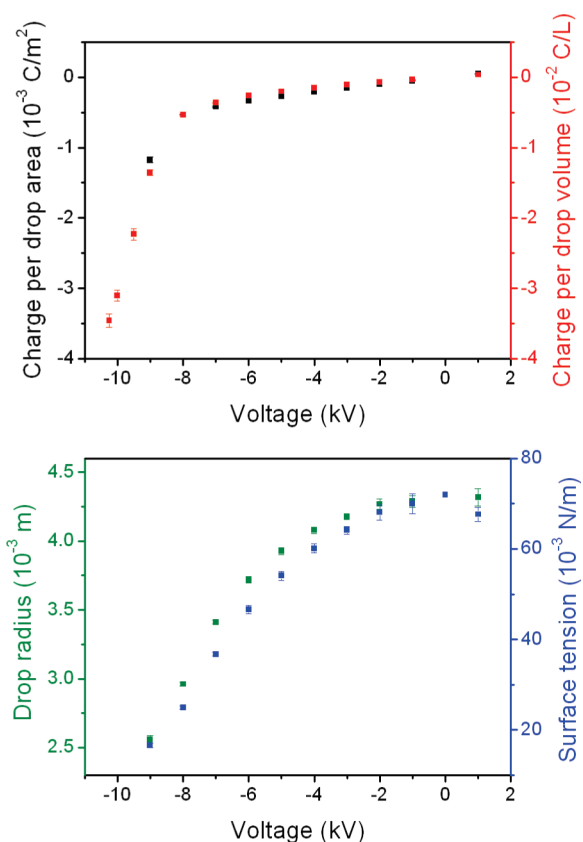 Charge per drop area (10⁻³ C/m²)
0
-1
-2
-3
-4
0
-1
-2
-3
-4
Charge per drop volume (10⁻² C/L)
-10 -8 -6 -4 -2 0 2
Voltage (kV)
Drop radius (10⁻³ m)
4.5
4.0
3.5
3.0
2.5
80
60
40
20
Surface tension (10⁻³ N/m)
-10 -8 -6 -4 -2 0 2
Voltage (kV)